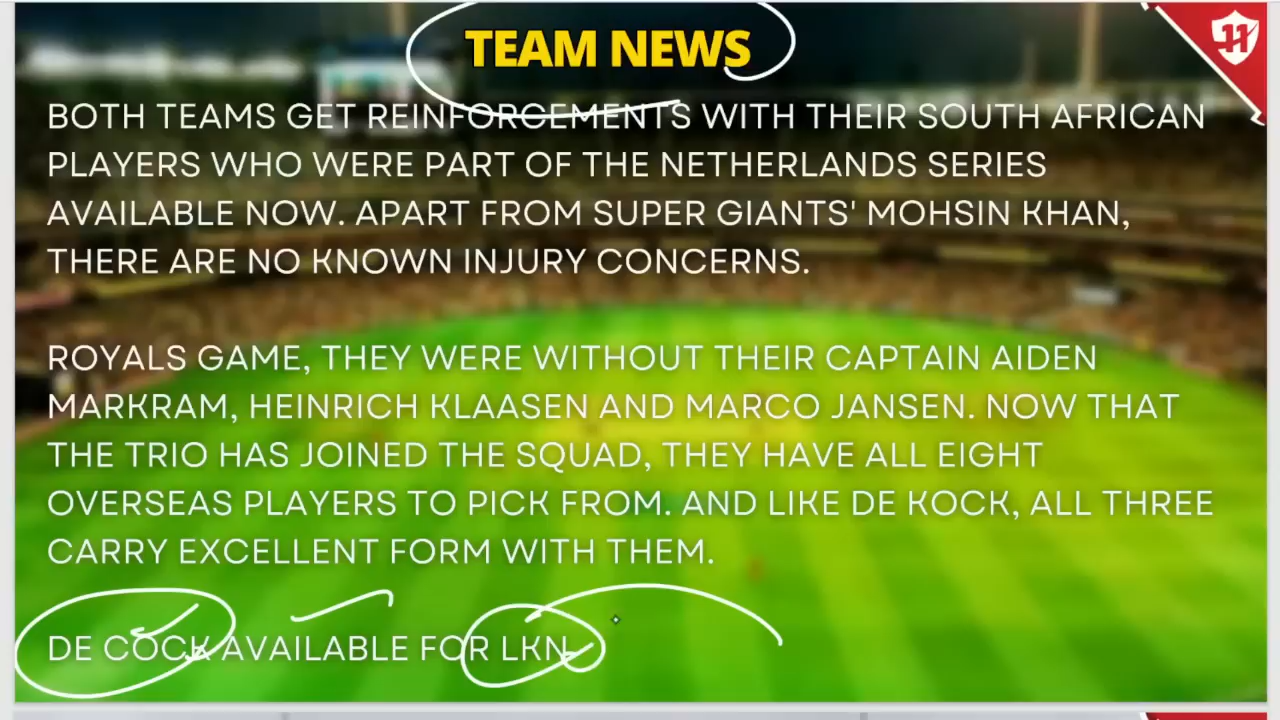 TEAM NEWS
BOTH TEAMS GET REINFORCEMENTS WITH THEIR SOUTH AFRICAN
PLAYERS WHO WERE PART OF THE NETHERLANDS SERIES
AVAILABLE NOW. APART FROM SUPER GIANTS' MOHSIN KHAN,
THERE ARE NO KNOWN INJURY CONCERNS.
ROYALS GAME, THEY WERE WITHOUT THEIR CAPTAIN AIDEN
MARKRAM, HEINRICH KLAASEN AND MARCO JANSEN. NOW THAT
THE TRIO HAS JOINED THE SQUAD, THEY HAVE ALL EIGHT
OVERSEAS PLAYERS TO PICK FROM. AND LIKE DE KOCK, ALL THREE
CARRY EXCELLENT FORM WITH THEM.
DE COCK AVAILABLE FOR LKN
11